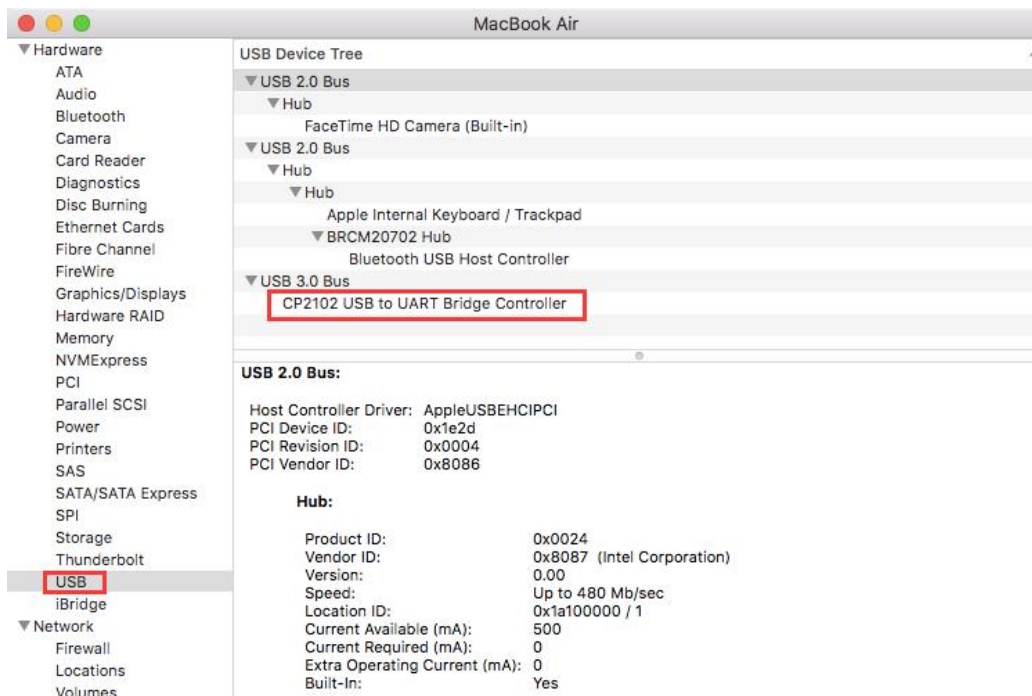 MacBook Air
Hardware
ATA
Audio
Bluetooth
Camera
Card Reader
Diagnostics
Disc Burning
Ethernet Cards
Fibre Channel
FireWire
Graphics/Displays
Hardware RAID
Memory
NVMExpress
PCI
Parallel SCSI
Power
Printers
SAS
SATA/SATA Express
SPI
Storage
Thunderbolt
USB
iBridge
Network
Firewall
Locations
Volumes
USB Device Tree
USB 2.0 Bus
Hub
FaceTime HD Camera (Built-in)
USB 2.0 Bus
Hub
Hub
Apple Internal Keyboard / Trackpad
BRCM20702 Hub
Bluetooth USB Host Controller
USB 3.0 Bus
CP2102 USB to UART Bridge Controller
USB 2.0 Bus:
Host Controller Driver: AppleUSBEHCIPCI
PCI Device ID: 0x1e2d
PCI Revision ID: 0x0004
PCI Vendor ID: 0x8086
Hub:
Product ID: 0x0024
Vendor ID: 0x8087 (Intel Corporation)
Version: 0.00
Speed: Up to 480 Mb/sec
Location ID: 0x1a100000 / 1
Current Available (mA): 500
Current Required (mA): 0
Extra Operating Current (mA): 0
Built-In: Yes